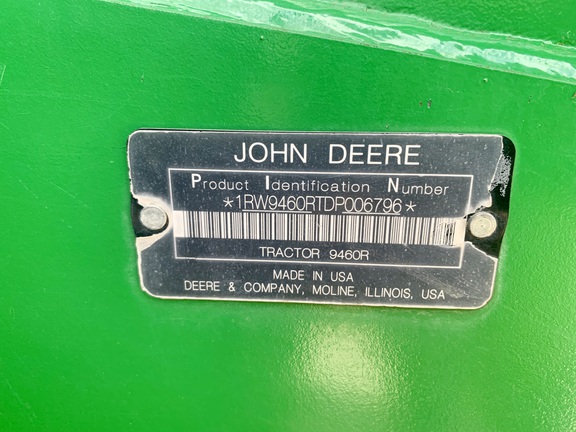 JOHN DEERE
Product Identification Number
*1RW9460RTDP006796*
TRACTOR 9460R
MADE IN USA
DEERE & COMPANY, MOLINE, ILLINOIS, USA